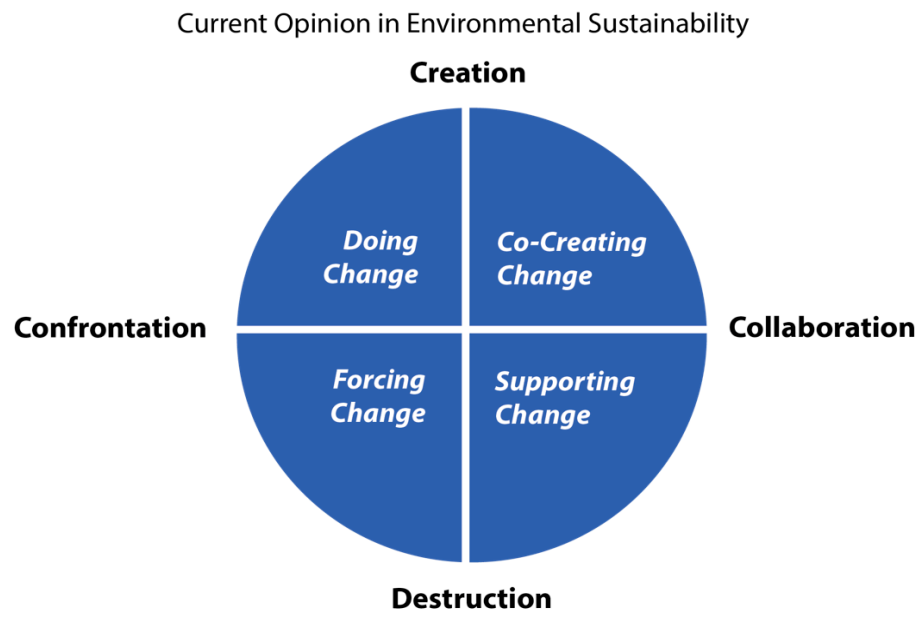 Current Opinion in Environmental Sustainability
Creation
Doing
Change
Co-Creating
Change
Confrontation
Collaboration
Forcing
Change
Supporting
Change
Destruction